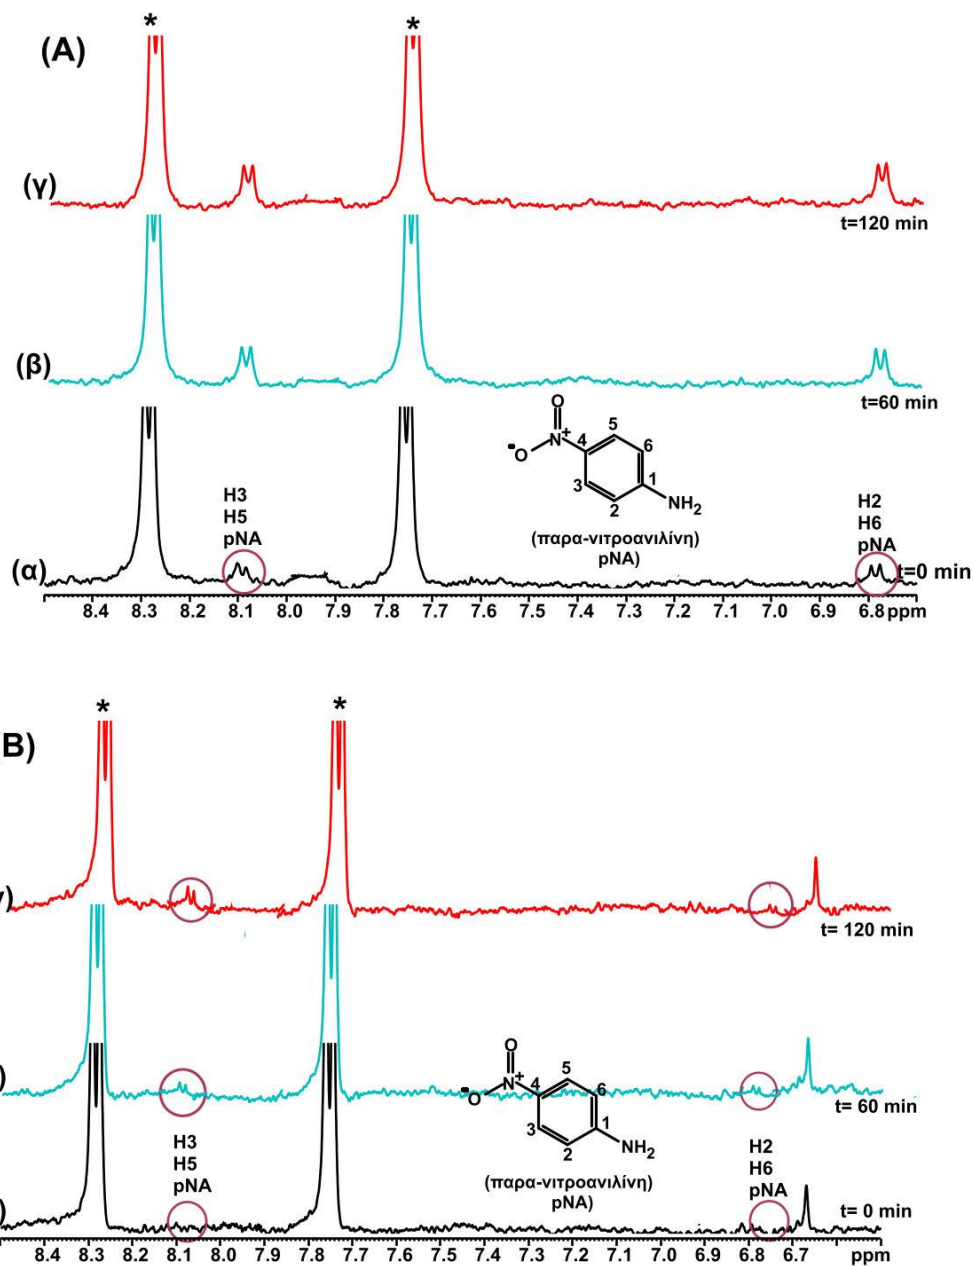 * *
(A)
(γ)
t=120 min
(β)
t=60 min
O
N+
-O
4 5 6
3 2 1
NH2
(παρα-νιτροανιλίνη)
pNA)
H3
H5
pNA
H2
H6
pNA
(α)
t=0 min
8.4 8.3 8.2 8.1 8.0 7.9 7.8 7.7 7.6 7.5 7.4 7.3 7.2 7.1 7.0 6.9 6.8 ppm
* *
B)
)
t= 120 min
)
t= 60 min
O
N+
-O
4 5 6
3 2 1
NH2
(παρα-νιτροανιλίνη)
pNA)
H3
H5
pNA
H2
H6
pNA
)
t= 0 min
8.4 8.3 8.2 8.1 8.0 7.9 7.8 7.7 7.6 7.5 7.4 7.3 7.2 7.1 7.0 6.9 6.8 6.7 ppm